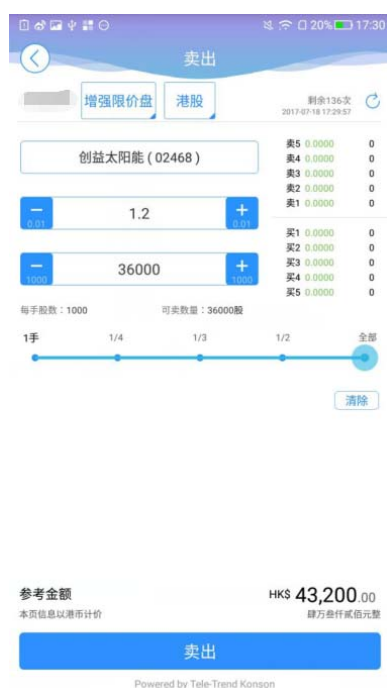 20% 17:30
卖出
增强限价盘 港股 剩余136次
2017-07-18 17:29:57
创益太阳能 ( 02468 )
卖5 0.0000 0
卖4 0.0000 0
卖3 0.0000 0
卖2 0.0000 0
卖1 0.0000 0
− 0.01 1.2 + 0.01
买1 0.0000 0
买2 0.0000 0
买3 0.0000 0
买4 0.0000 0
买5 0.0000 0
− 1000 36000 + 1000
每手股数：1000 可卖数量：36000股
1手 1/4 1/3 1/2 全部
清除
参考金额 HK$ 43,200.00
本页信息以港币计价 肆万叁仟贰佰元整
卖出
Powered by Tele-Trend Konson